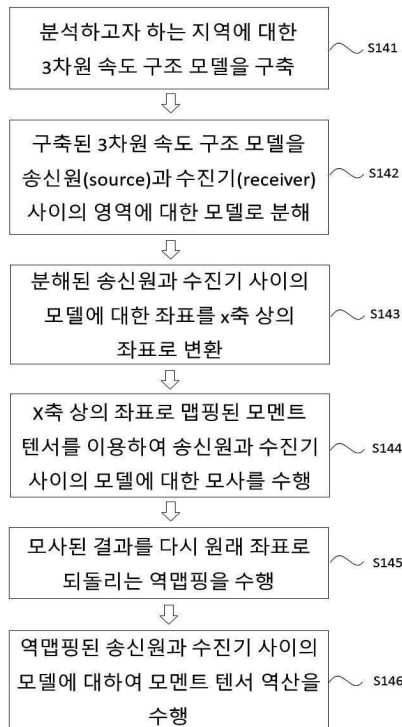 분석하고자 하는 지역에 대한
3차원 속도 구조 모델을 구축
S141
구축된 3차원 속도 구조 모델을
송신원(source)과 수진기(receiver)
사이의 영역에 대한 모델로 분해
S142
분해된 송신원과 수진기 사이의
모델에 대한 좌표를 x축 상의
좌표로 변환
S143
X축 상의 좌표로 맵핑된 모멘트
텐서를 이용하여 송신원과 수진기
사이의 모델에 대한 모사를 수행
S144
모사된 결과를 다시 원래 좌표로
되돌리는 역맵핑을 수행
S145
역맵핑된 송신원과 수진기 사이의
모델에 대하여 모멘트 텐서 역산을
수행
S146